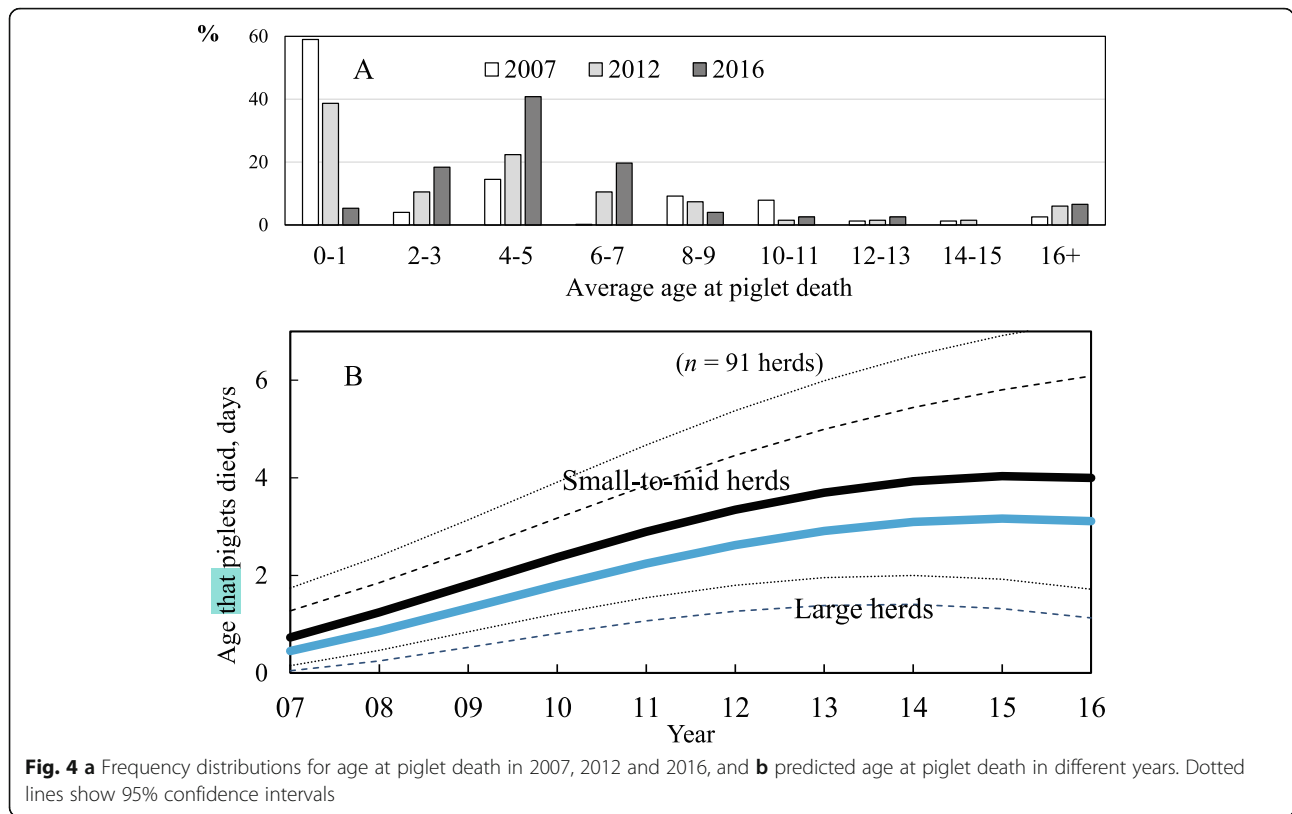 %
60
A
2007
2012
2016
40
20
0
0-1 2-3 4-5 6-7 8-9 10-11 12-13 14-15 16+
Average age at piglet death
Age that piglets died, days
B
(n = 91 herds)
6
Small-to-mid herds
4
2
Large herds
0
07 08 09 10 11 12 13 14 15 16
Year
Fig. 4 a Frequency distributions for age at piglet death in 2007, 2012 and 2016, and b predicted age at piglet death in different years. Dotted
lines show 95% confidence intervals